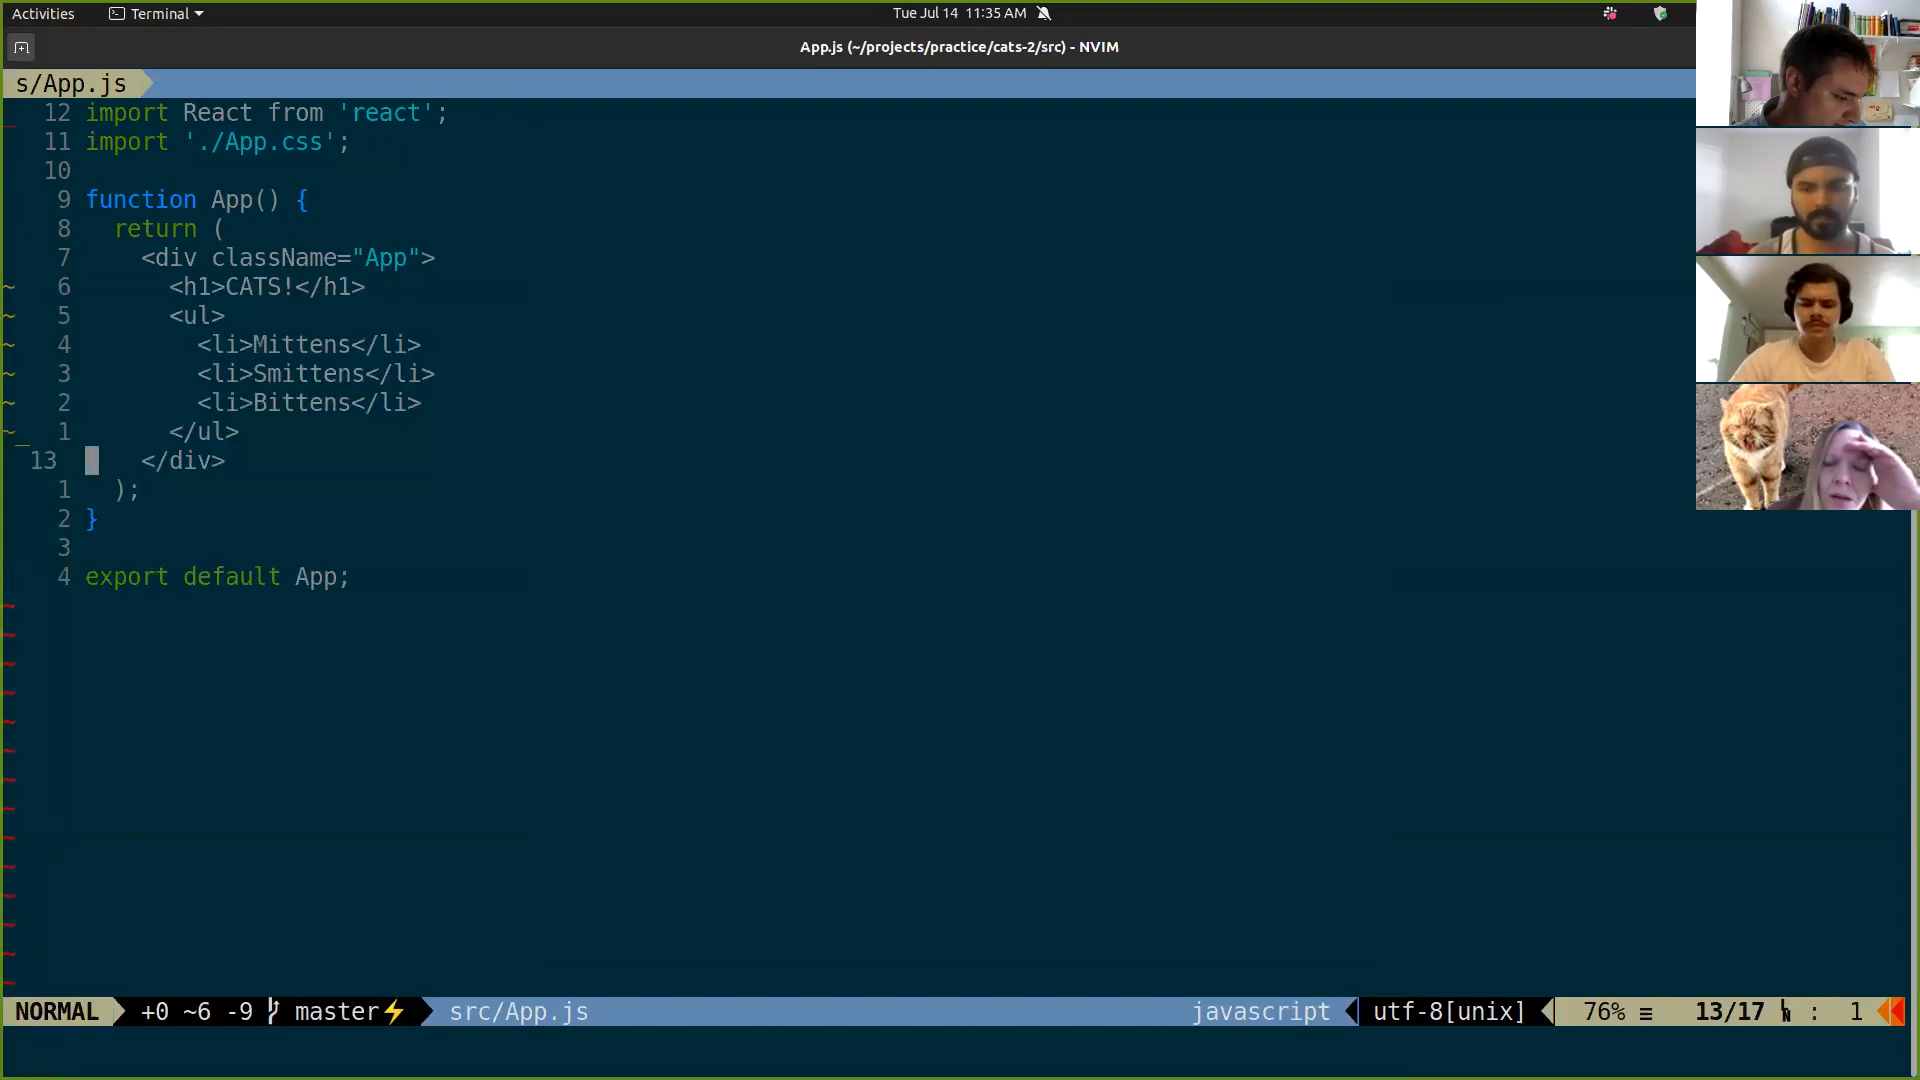 Activities Terminal Tue Jul 14 11:35 AM
App.js (~/projects/practice/cats-2/src) - NVIM
s/App.js
12 import React from 'react';
11 import './App.css';
10
9 function App() {
8 return (
7 <div className="App">
~ 6 <h1>CATS!</h1>
~ 5 <ul>
~ 4 <li>Mittens</li>
~ 3 <li>Smittens</li>
~ 2 <li>Bittens</li>
~ 1 </ul>
13 </div>
1 );
2 }
3
4 export default App;
~
~
~
~
~
~
~
~
~
~
~
~
~
~
NORMAL +0 ~6 -9 master⚡ src/App.js javascript utf-8[unix] 76% ≡ 13/17 : 1